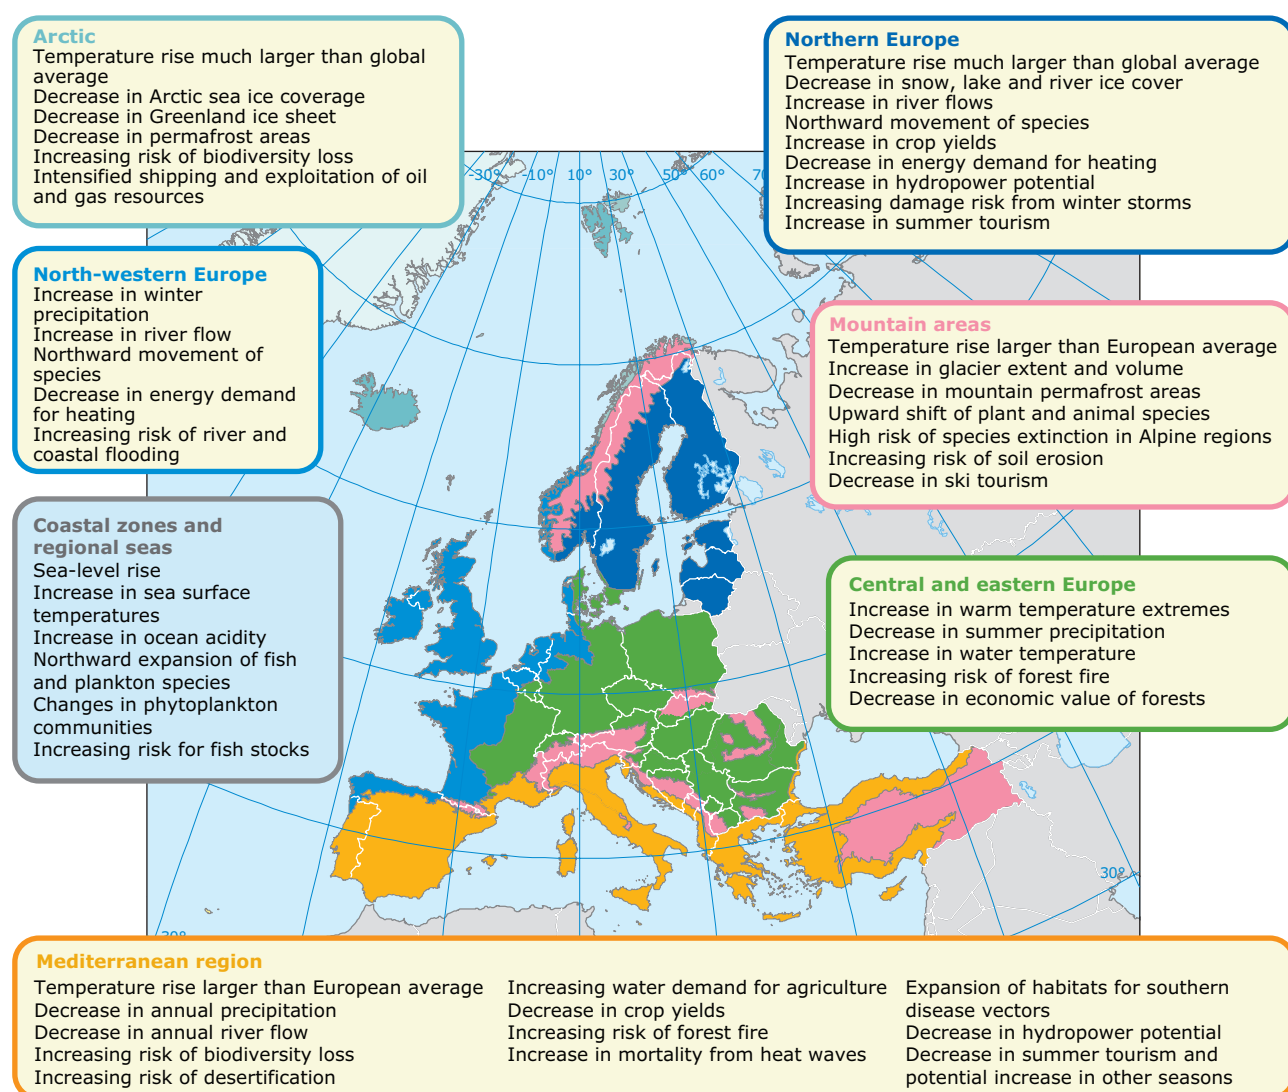 Arctic
Temperature rise much larger than global
average
Decrease in Arctic sea ice coverage
Decrease in Greenland ice sheet
Decrease in permafrost areas
Increasing risk of biodiversity loss
Intensified shipping and exploitation of oil
and gas resources
Northern Europe
Temperature rise much larger than global average
Decrease in snow, lake and river ice cover
Increase in river flows
Northward movement of species
Increase in crop yields
Decrease in energy demand for heating
Increase in hydropower potential
Increasing damage risk from winter storms
Increase in summer tourism
-30° -10° 10° 30° 50° 60°
North-western Europe
Increase in winter
precipitation
Increase in river flow
Northward movement of
species
Decrease in energy demand
for heating
Increasing risk of river and
coastal flooding
Mountain areas
Temperature rise larger than European average
Increase in glacier extent and volume
Decrease in mountain permafrost areas
Upward shift of plant and animal species
High risk of species extinction in Alpine regions
Increasing risk of soil erosion
Decrease in ski tourism
Coastal zones and
regional seas
Sea-level rise
Increase in sea surface
temperatures
Increase in ocean acidity
Northward expansion of fish
and plankton species
Changes in phytoplankton
communities
Increasing risk for fish stocks
Central and eastern Europe
Increase in warm temperature extremes
Decrease in summer precipitation
Increase in water temperature
Increasing risk of forest fire
Decrease in economic value of forests
30°
Mediterranean region
Temperature rise larger than European average
Decrease in annual precipitation
Decrease in annual river flow
Increasing risk of biodiversity loss
Increasing risk of desertification
Increasing water demand for agriculture
Decrease in crop yields
Increasing risk of forest fire
Increase in mortality from heat waves
Expansion of habitats for southern
disease vectors
Decrease in hydropower potential
Decrease in summer tourism and
potential increase in other seasons